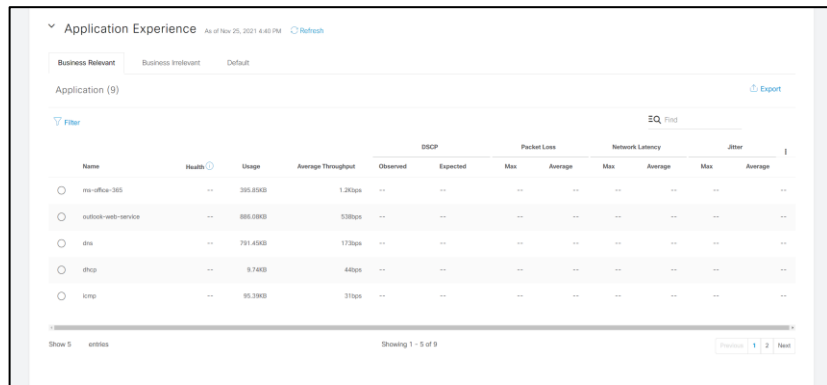 Application Experience As of Nov 25, 2021 4:40 PM Refresh
Business Relevant Business Irrelevant Default
Application (9) Export
Filter Find
DSCP Packet Loss Network Latency Jitter
Name Health Usage Average Throughput Observed Expected Max Average Max Average Max Average
ms-office-365 -- 395.85KB 1.2Kbps -- -- -- -- -- -- -- --
outlook-web-service -- 886.08KB 538bps -- -- -- -- -- -- -- --
dns -- 791.45KB 173bps -- -- -- -- -- -- -- --
dhcp -- 9.74KB 44bps -- -- -- -- -- -- -- --
icmp -- 95.39KB 31bps -- -- -- -- -- -- -- --
Show 5 entries Showing 1 - 5 of 9 Previous 1 2 Next